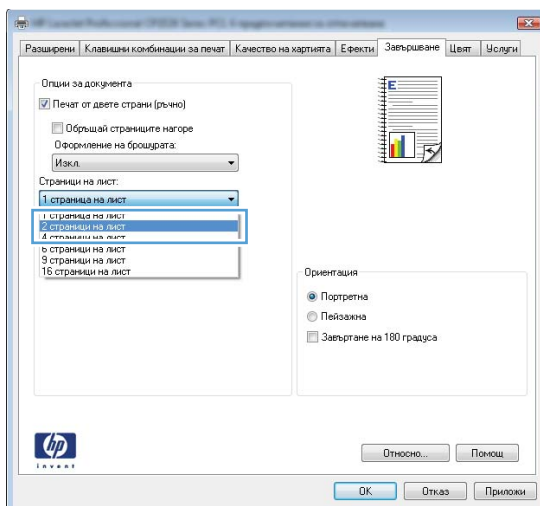 Разширени Клавишни комбинации за печат Качество на хартията Ефекти Завършване Цвят Услуги
Опции за документа
Печат от двете страни (ръчно)
Обръщай страниците нагоре
Оформление на брошурата:
Изкл.
Страници на лист:
1 страница на лист
1 страница на лист
2 страници на лист
4 страници на лист
6 страници на лист
9 страници на лист
16 страници на лист
E
Ориентация
Портретна
Пейзажна
Завъртане на 180 градуса
hp
invent
Относно... Помощ
OK Отказ Приложи